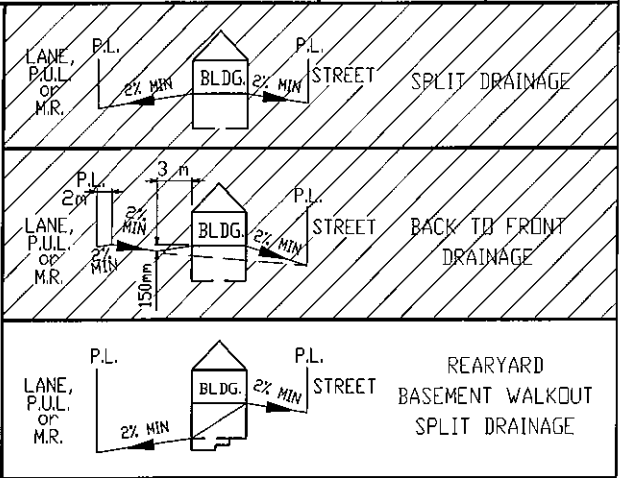 P.L.
P.L.
LANE,
P.U.L.
or
M.R.
2% MIN
BLDG.
2% MIN
STREET
SPLIT DRAINAGE
3 m
P.L.
2m
P.L.
LANE,
P.U.L.
or
M.R.
2%
MIN
2%
MIN
150mm
BLDG.
2% MIN
STREET
BACK TO FRONT
DRAINAGE
P.L.
P.L.
LANE,
P.U.L.
or
M.R.
2% MIN
BLDG.
2% MIN
STREET
REARYARD
BASEMENT WALKOUT
SPLIT DRAINAGE